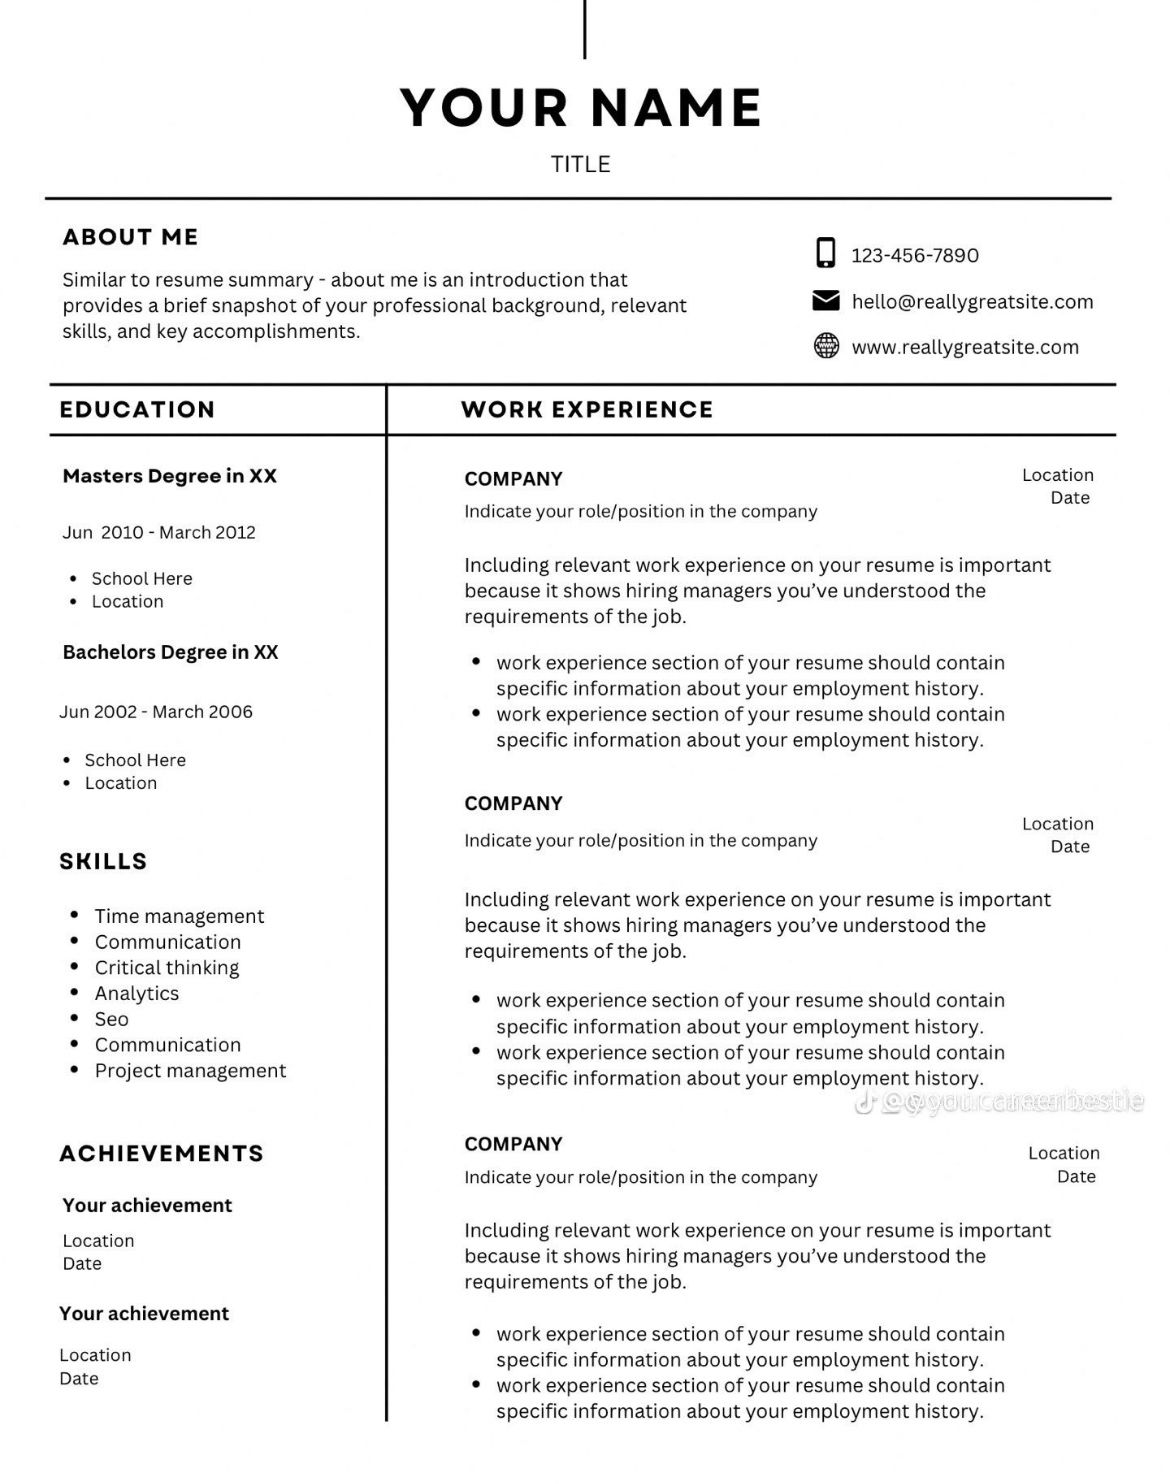 YOUR NAME
TITLE
ABOUT ME
Similar to resume summary - about me is an introduction that
provides a brief snapshot of your professional background, relevant
skills, and key accomplishments.
123-456-7890
hello@reallygreatsite.com
www.reallygreatsite.com
EDUCATION
Masters Degree in XX
Jun 2010 - March 2012
• School Here
• Location
Bachelors Degree in XX
Jun 2002 - March 2006
• School Here
• Location
SKILLS
• Time management
• Communication
• Critical thinking
• Analytics
• Seo
• Communication
• Project management
ACHIEVEMENTS
Your achievement
Location
Date
Your achievement
Location
Date
WORK EXPERIENCE
COMPANY
Location
Date
Indicate your role/position in the company
Including relevant work experience on your resume is important
because it shows hiring managers you’ve understood the
requirements of the job.
• work experience section of your resume should contain
specific information about your employment history.
• work experience section of your resume should contain
specific information about your employment history.
COMPANY
Location
Date
Indicate your role/position in the company
Including relevant work experience on your resume is important
because it shows hiring managers you’ve understood the
requirements of the job.
• work experience section of your resume should contain
specific information about your employment history.
• work experience section of your resume should contain
specific information about your employment history.
COMPANY
Location
Date
Indicate your role/position in the company
Including relevant work experience on your resume is important
because it shows hiring managers you’ve understood the
requirements of the job.
• work experience section of your resume should contain
specific information about your employment history.
• work experience section of your resume should contain
specific information about your employment history.